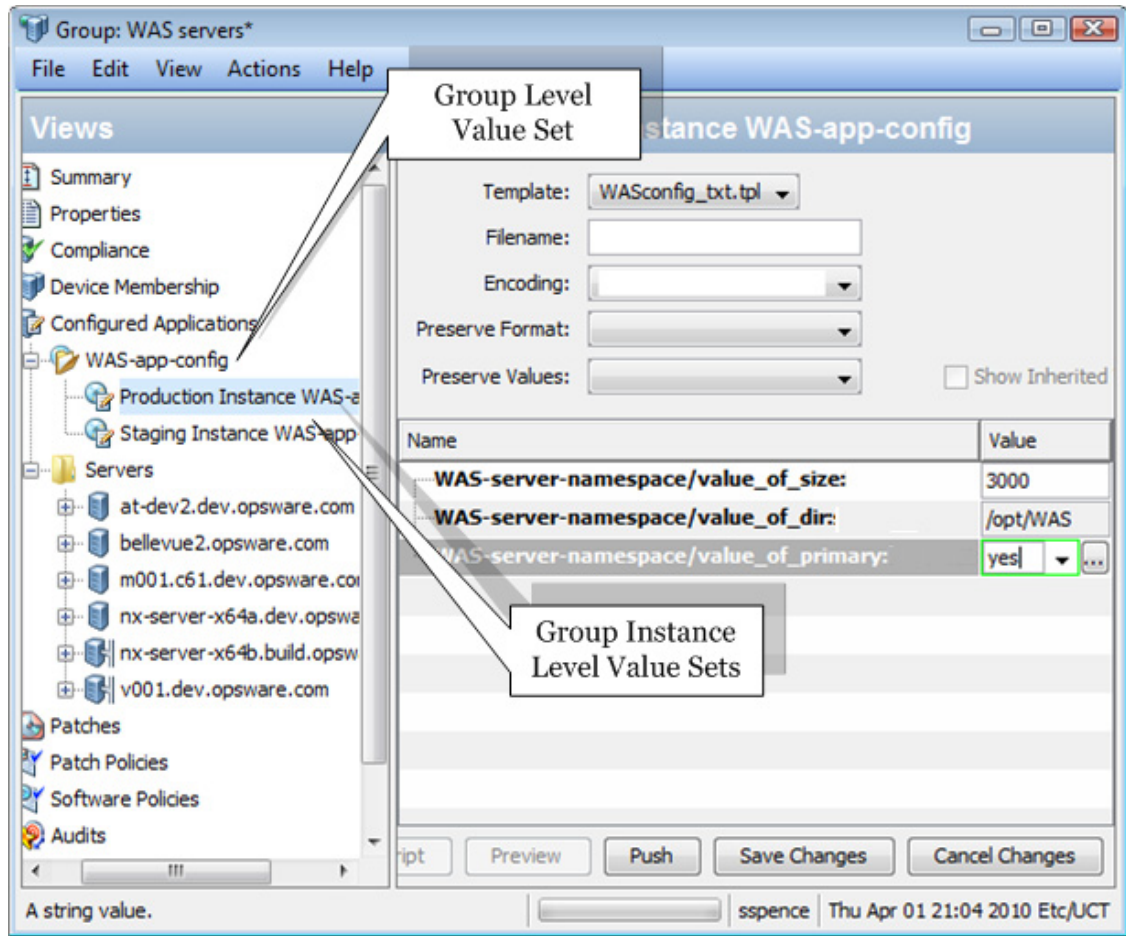 Group: WAS servers*
File Edit View Actions Help
Group Level
Value Set
Views
stance WAS-app-config
Summary
Properties
Compliance
Device Membership
Configured Applications
WAS-app-config
Production Instance WAS-a
Staging Instance WAS-app
Servers
at-dev2.dev.opsware.com
bellevue2.opsware.com
m001.c61.dev.opsware.co
nx-server-x64a.dev.opswa
nx-server-x64b.build.opsw
v001.dev.opsware.com
Patches
Patch Policies
Software Policies
Audits
Template: WASconfig_txt.tpl
Filename:
Encoding:
Preserve Format:
Preserve Values: Show Inherited
Name Value
WAS-server-namespace/value_of_size: 3000
WAS-server-namespace/value_of_dir: /opt/WAS
WAS-server-namespace/value_of_primary: yes ...
Group Instance
Level Value Sets
ript Preview Push Save Changes Cancel Changes
A string value. sspence Thu Apr 01 21:04 2010 Etc/UCT